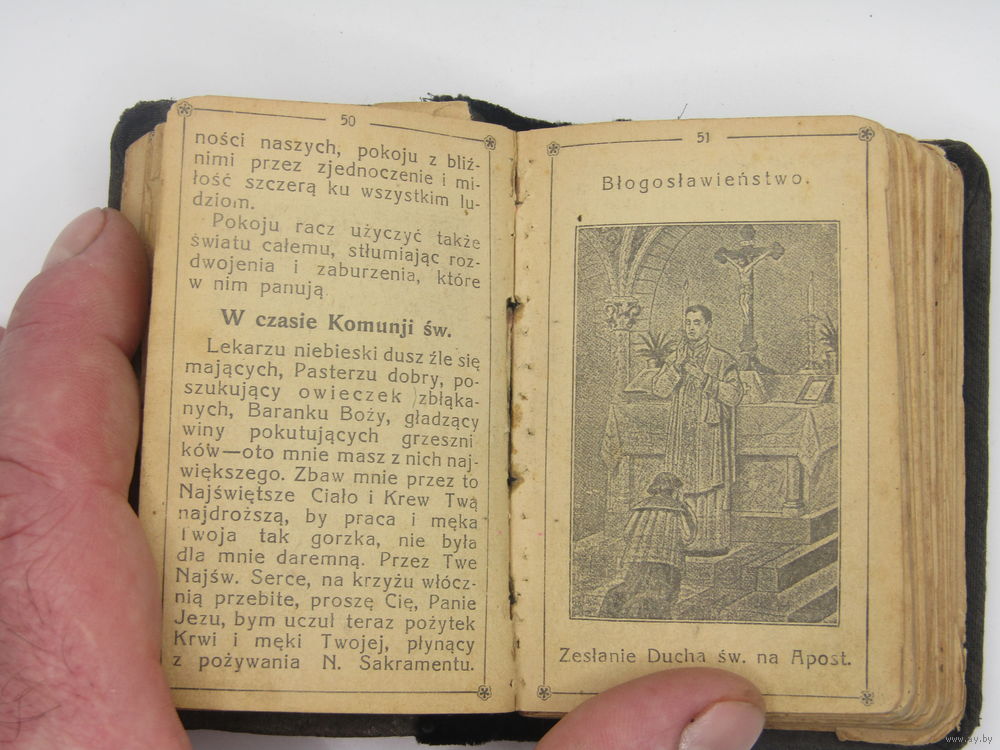 50
ności naszych, pokoju z bliź-
nimi przez zjednoczenie i mi-
łość szczerą ku wszystkim lu-
dziom.
Pokoju racz użyczyć także
światu całemu, stłumiając roz-
dwojenia i zaburzenia, które
w nim panują
W czasie Komunji św.
Lekarzu niebieski dusz źle się
mających, Pasterzu dobry, po-
szukujący owieczek zbłąka-
nych, Baranku Boży, gładzący
winy pokutujących grzeszni
ków—oto mnie masz z nich naj-
większego. Zbaw mnie przez to
Najświętsze Ciało i Krew Twą
najdroższą, by praca i męka
Twoja tak gorzka, nie była
dla mnie daremną. Przez Twe
Najśw. Serce, na krzyżu włócz-
nią przebite, proszę Cię, Panie
Jezu, bym uczuł teraz pożytek
Krwi i męki Twojej, płynący
z pożywania N. Sakramentu.
51
Błogosławieństwo.
Zesłanie Ducha św. na Apost.
www.ay.by